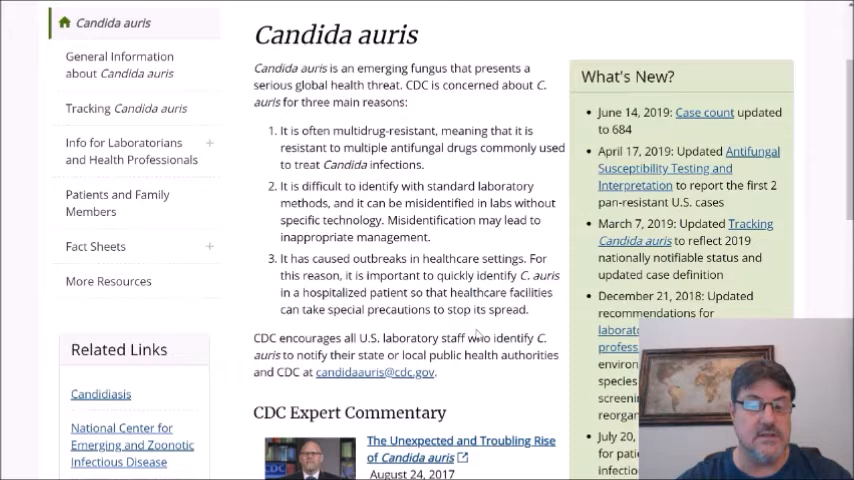 Candida auris
General Information
about Candida auris
Tracking Candida auris
Info for Laboratorians
and Health Professionals
Patients and Family
Members
Fact Sheets
More Resources
Related Links
Candidiasis
National Center for
Emerging and Zoonotic
Infectious Disease
Candida auris
Candida auris is an emerging fungus that presents a
serious global health threat. CDC is concerned about C.
auris for three main reasons:
1. It is often multidrug-resistant, meaning that it is
resistant to multiple antifungal drugs commonly used
to treat Candida infections.
2. It is difficult to identify with standard laboratory
methods, and it can be misidentified in labs without
specific technology. Misidentification may lead to
inappropriate management.
3. It has caused outbreaks in healthcare settings. For
this reason, it is important to quickly identify C. auris
in a hospitalized patient so that healthcare facilities
can take special precautions to stop its spread.
CDC encourages all U.S. laboratory staff who identify C.
auris to notify their state or local public health authorities
and CDC at candidaauris@cdc.gov.
CDC Expert Commentary
The Unexpected and Troubling Rise
of Candida auris
August 24, 2017
What's New?
• June 14, 2019: Case count updated
to 684
• April 17, 2019: Updated Antifungal
Susceptibility Testing and
Interpretation to report the first 2
pan-resistant U.S. cases
• March 7, 2019: Updated Tracking
Candida auris to reflect 2019
nationally notifiable status and
updated case definition
• December 21, 2018: Updated
recommendations for
laborat
profess
environ
species
screenin
reorgan
• July 20,
for patie
infectio